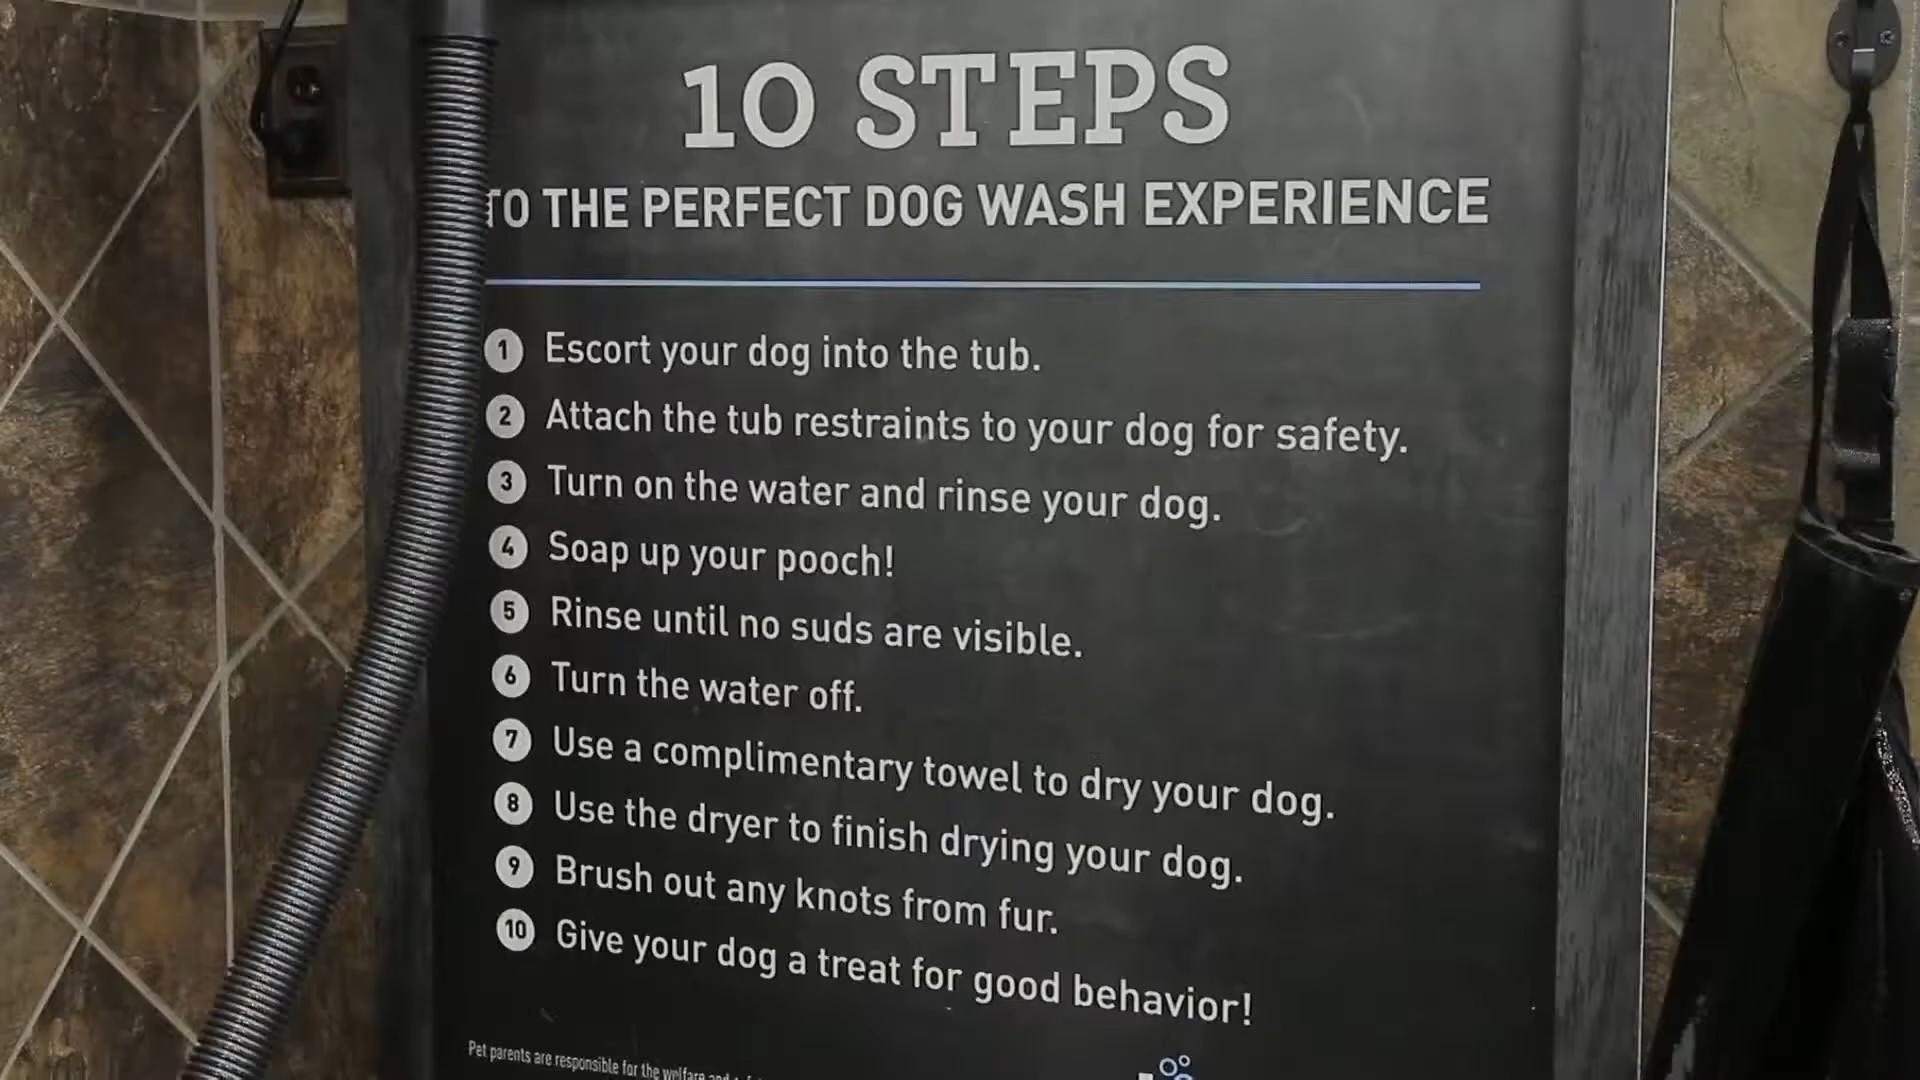 10 STEPS
TO THE PERFECT DOG WASH EXPERIENCE
1 Escort your dog into the tub.
2 Attach the tub restraints to your dog for safety.
3 Turn on the water and rinse your dog.
4 Soap up your pooch!
5 Rinse until no suds are visible.
6 Turn the water off.
7 Use a complimentary towel to dry your dog.
8 Use the dryer to finish drying your dog.
9 Brush out any knots from fur.
10 Give your dog a treat for good behavior!
Pet parents are responsible for the welfare and